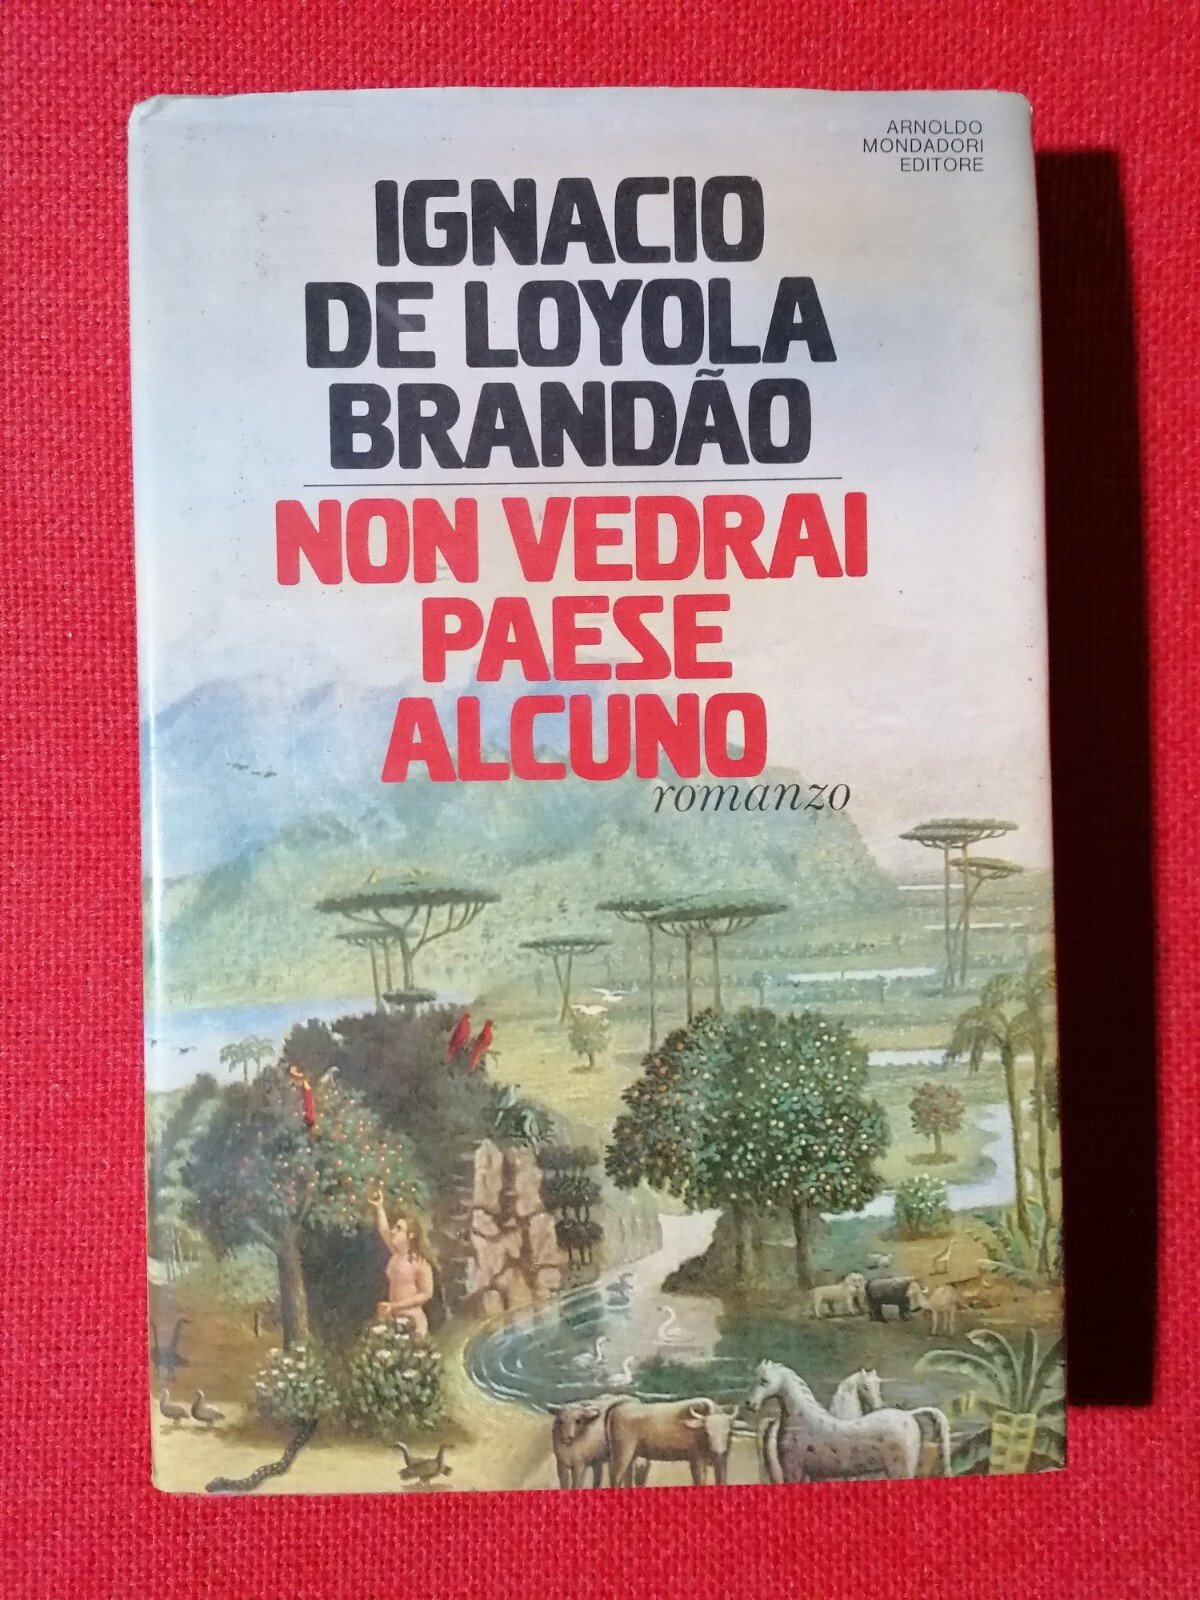 ARNOLDO
MONDADORI
EDITORE
IGNACIO
DE LOYOLA
BRANDÃO
NON VEDRAI
PAESE
ALCUNO
romanzo